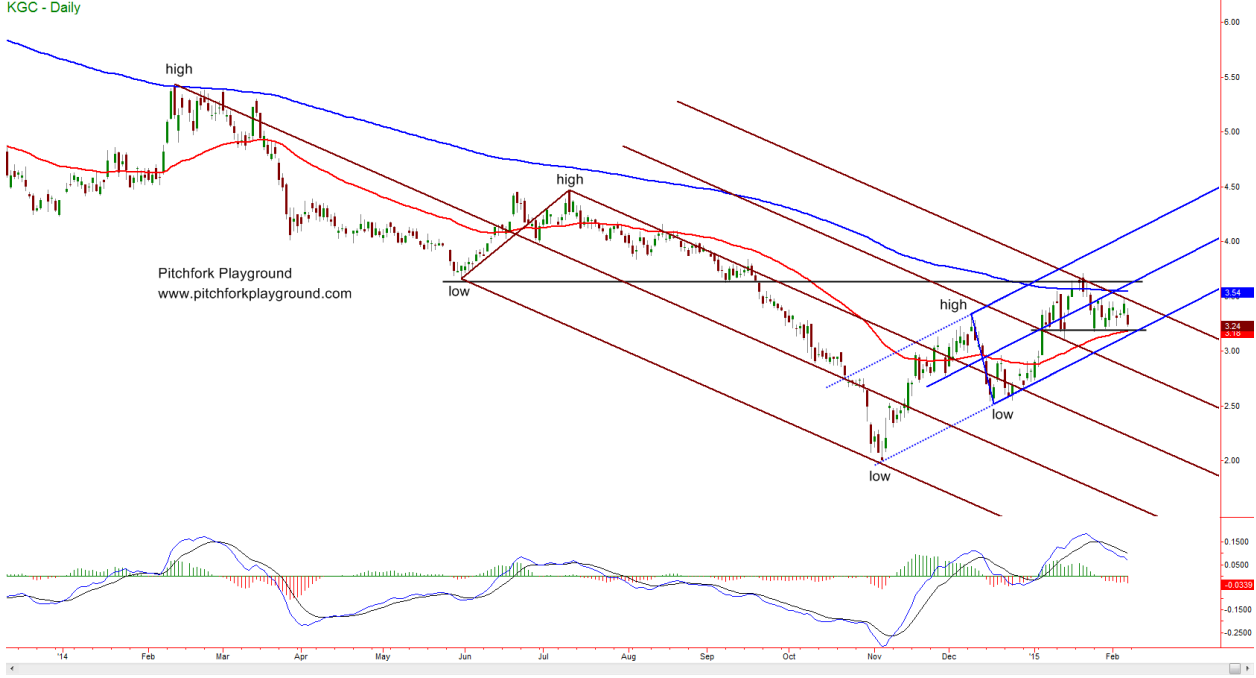 KGC - Daily
6.00
high
5.50
5.00
4.50
high
4.00
Pitchfork Playground
www.pitchforkplayground.com
low
3.54
high
3.24
3.18
3.00
2.50
low
low
2.00
0.1500
0.0500
-0.0339
-0.1500
-0.2500
'14 Feb Mar Apr May Jun Jul Aug Sep Oct Nov Dec '15 Feb